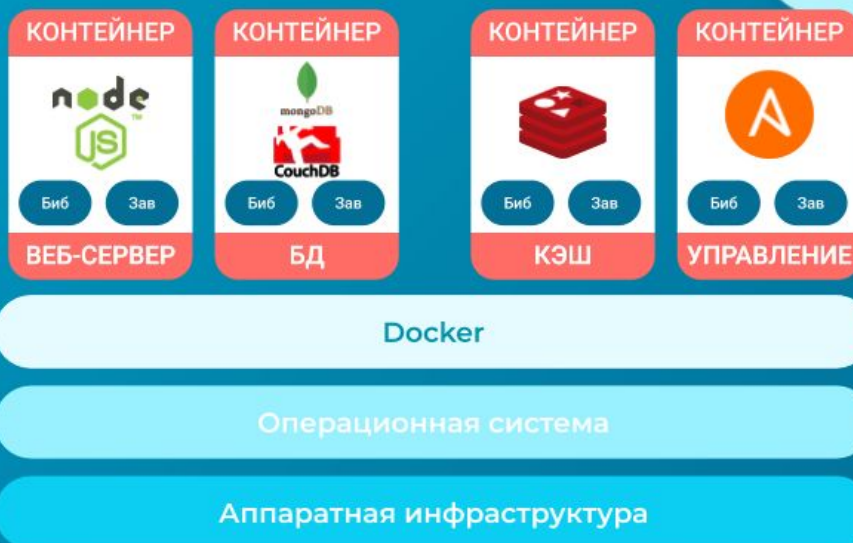 КОНТЕЙНЕР
node
JS
™
Биб Зав
ВЕБ-СЕРВЕР
КОНТЕЙНЕР
mongoDB
CouchDB
Биб Зав
БД
КОНТЕЙНЕР
Биб Зав
КЭШ
КОНТЕЙНЕР
A
Биб Зав
УПРАВЛЕНИЕ
Docker
Операционная система
Аппаратная инфраструктура